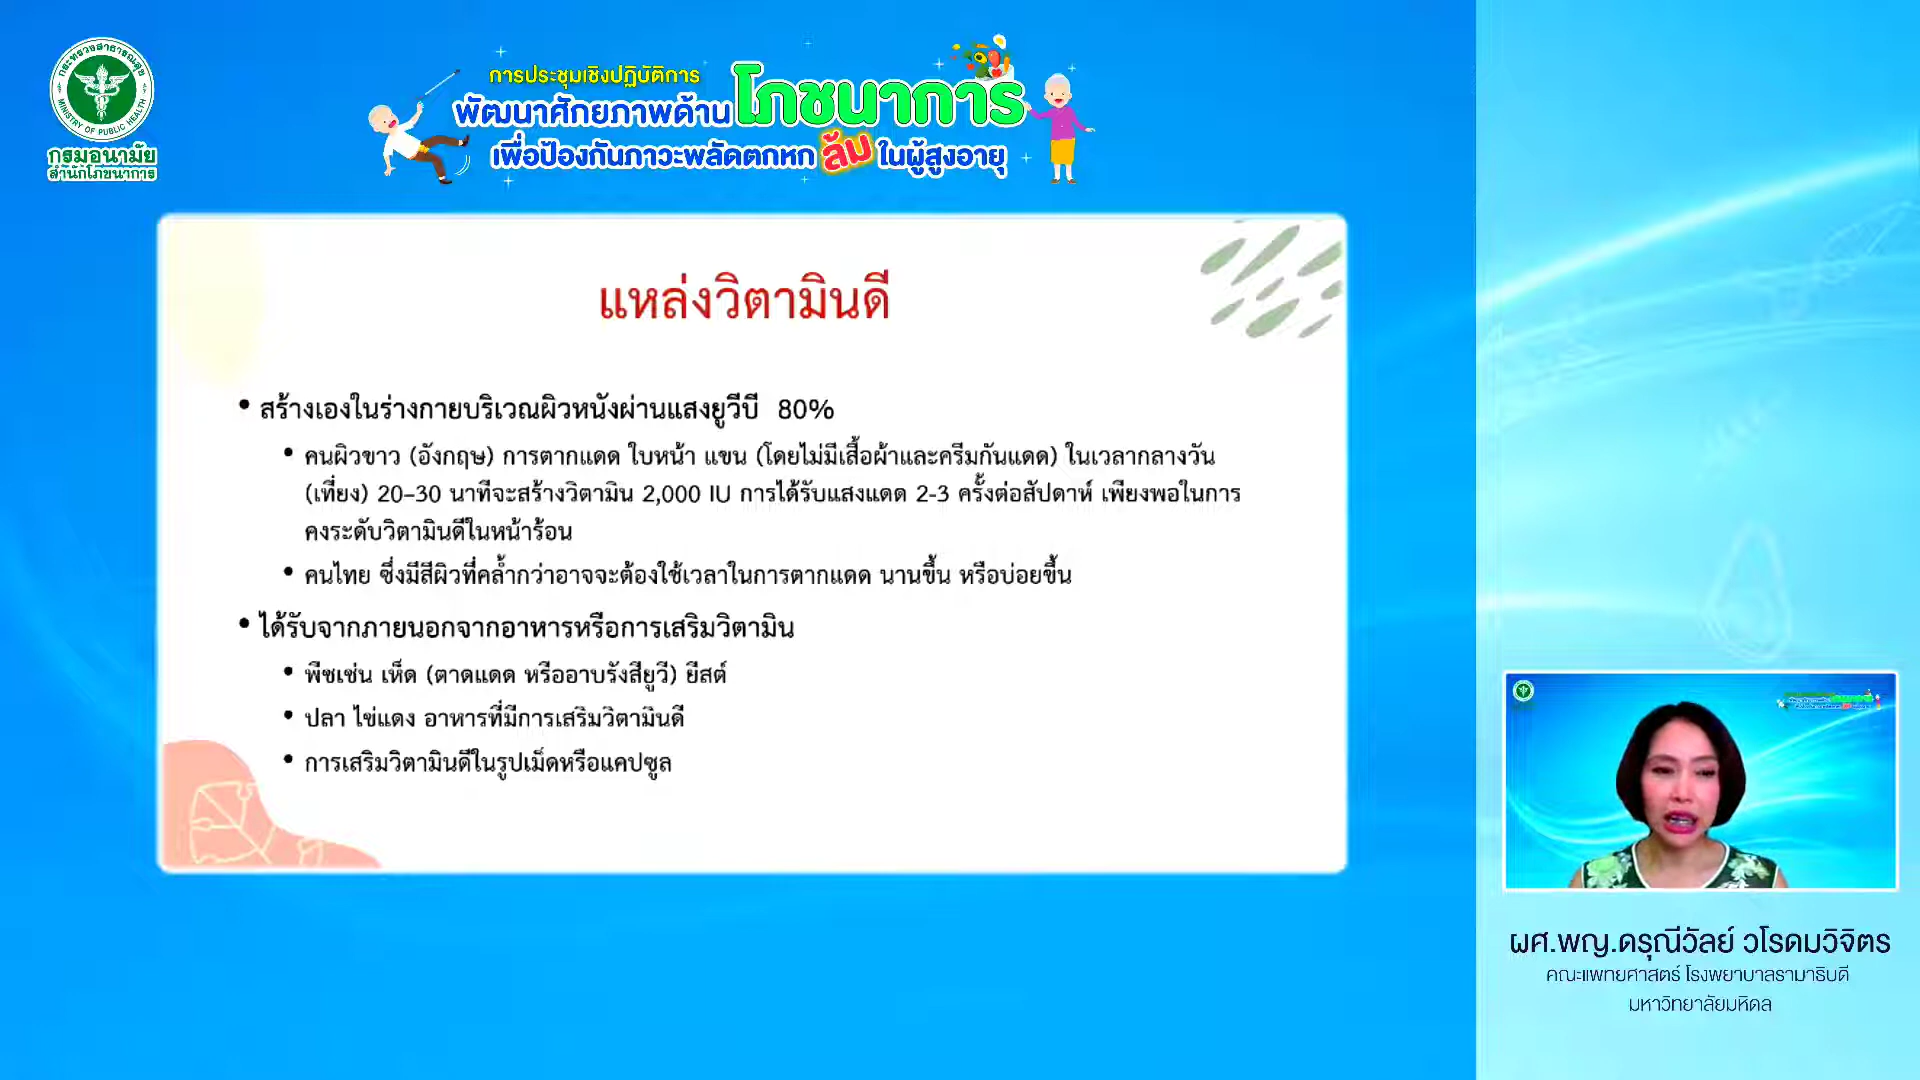 กระทรวงสาธารณสุข
MINISTRY OF PUBLIC HEALTH
กรมอนามัย
สำนักโภชนาการ
การประชุมเชิงปฏิบัติการ
พัฒนาศักยภาพด้านโภชนาการ
เพื่อป้องกันภาวะพลัดตกหกล้มในผู้สูงอายุ
แหล่งวิตามินดี
• สร้างเองในร่างกายบริเวณผิวหนังผ่านแสงยูวีบี 80%
• คนผิวขาว (อังกฤษ) การตากแดด ใบหน้า แขน (โดยไม่มีเสื้อผ้าและครีมกันแดด) ในเวลากลางวัน
(เที่ยง) 20–30 นาทีจะสร้างวิตามิน 2,000 IU การได้รับแสงแดด 2-3 ครั้งต่อสัปดาห์ เพียงพอในการ
คงระดับวิตามินดีในหน้าร้อน
• คนไทย ซึ่งมีสีผิวที่คล้ำกว่าอาจจะต้องใช้เวลาในการตากแดด นานขึ้น หรือบ่อยขึ้น
• ได้รับจากภายนอกจากอาหารหรือการเสริมวิตามิน
• พืชเช่น เห็ด (ตาดแดด หรืออาบรังสียูวี) ยีสต์
• ปลา ไข่แดง อาหารที่มีการเสริมวิตามินดี
• การเสริมวิตามินดีในรูปเม็ดหรือแคปซูล
ผศ.พญ.ดรุณีวัลย์ วโรดมวิจิตร
คณะแพทยศาสตร์ โรงพยาบาลรามาธิบดี
มหาวิทยาลัยมหิดล